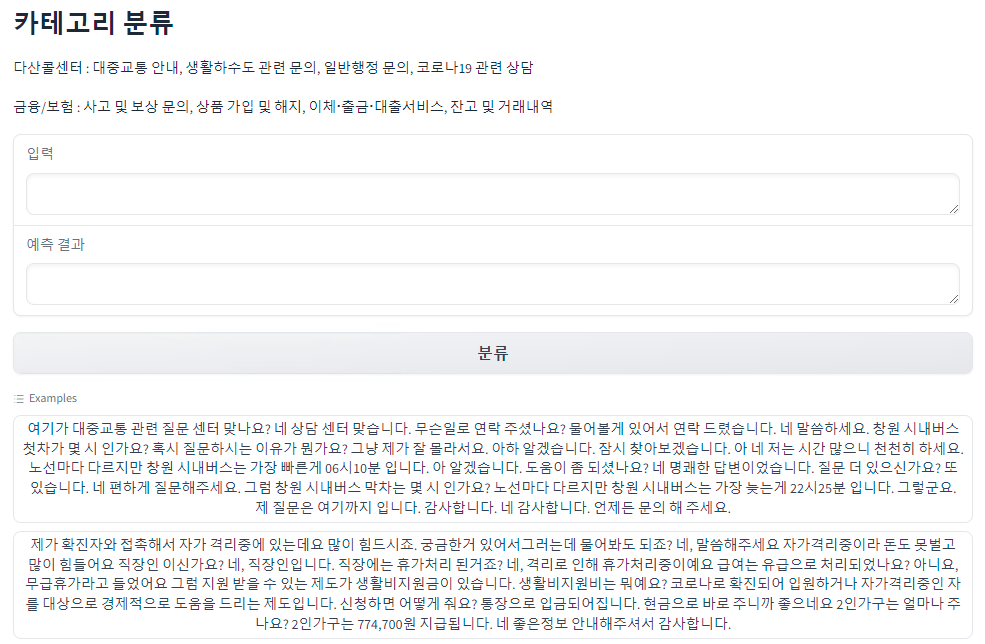 카테고리 분류
다산콜센터 : 대중교통 안내, 생활하수도 관련 문의, 일반행정 문의, 코로나19 관련 상담
금융/보험 : 사고 및 보상 문의, 상품 가입 및 해지, 이체·출금·대출서비스, 잔고 및 거래내역
입력
예측 결과
분류
Examples
여기가 대중교통 관련 질문 센터 맞나요? 네 상담 센터 맞습니다. 무슨일로 연락 주셨나요? 물어볼게 있어서 연락 드렸습니다. 네 말씀하세요. 창원 시내버스
첫차가 몇 시 인가요? 혹시 질문하시는 이유가 뭔가요? 그냥 제가 잘 몰라서요. 아하 알겠습니다. 잠시 찾아보겠습니다. 아 네 저는 시간 많으니 천천히 하세요.
노선마다 다르지만 창원 시내버스는 가장 빠른게 06시10분 입니다. 아 알겠습니다. 도움이 좀 되셨나요? 네 명쾌한 답변이었습니다. 질문 더 있으신가요? 또
있습니다. 네 편하게 질문해주세요. 그럼 창원 시내버스 막차는 몇 시 인가요? 노선마다 다르지만 창원 시내버스는 가장 늦는게 22시25분 입니다. 그렇군요.
제 질문은 여기까지 입니다. 감사합니다. 네 감사합니다. 언제든 문의 해 주세요.
제가 확진자와 접촉해서 자가 격리중에 있는데요 많이 힘드시죠. 궁금한거 있어서그러는데 물어봐도 되죠? 네, 말씀해주세요 자가격리중이라 돈도 못벌고
많이 힘들어요 직장인 이신가요? 네, 직장인입니다. 직장에는 휴가처리 된거죠? 네, 격리로 인해 휴가처리중이예요 급여는 유급으로 처리되었나요? 아니요,
무급휴가라고 들었어요 그럼 지원 받을 수 있는 제도가 생활비지원금이 있습니다. 생활비지원비는 뭐예요? 코로나로 확진되어 입원하거나 자가격리중인 자
를 대상으로 경제적으로 도움을 드리는 제도입니다. 신청하면 어떻게 줘요? 통장으로 입금되어집니다. 현금으로 바로 주니까 좋으네요 2인가구는 얼마나 주
나요? 2인가구는 774,700원 지급됩니다. 네 좋은정보 안내해주셔서 감사합니다.